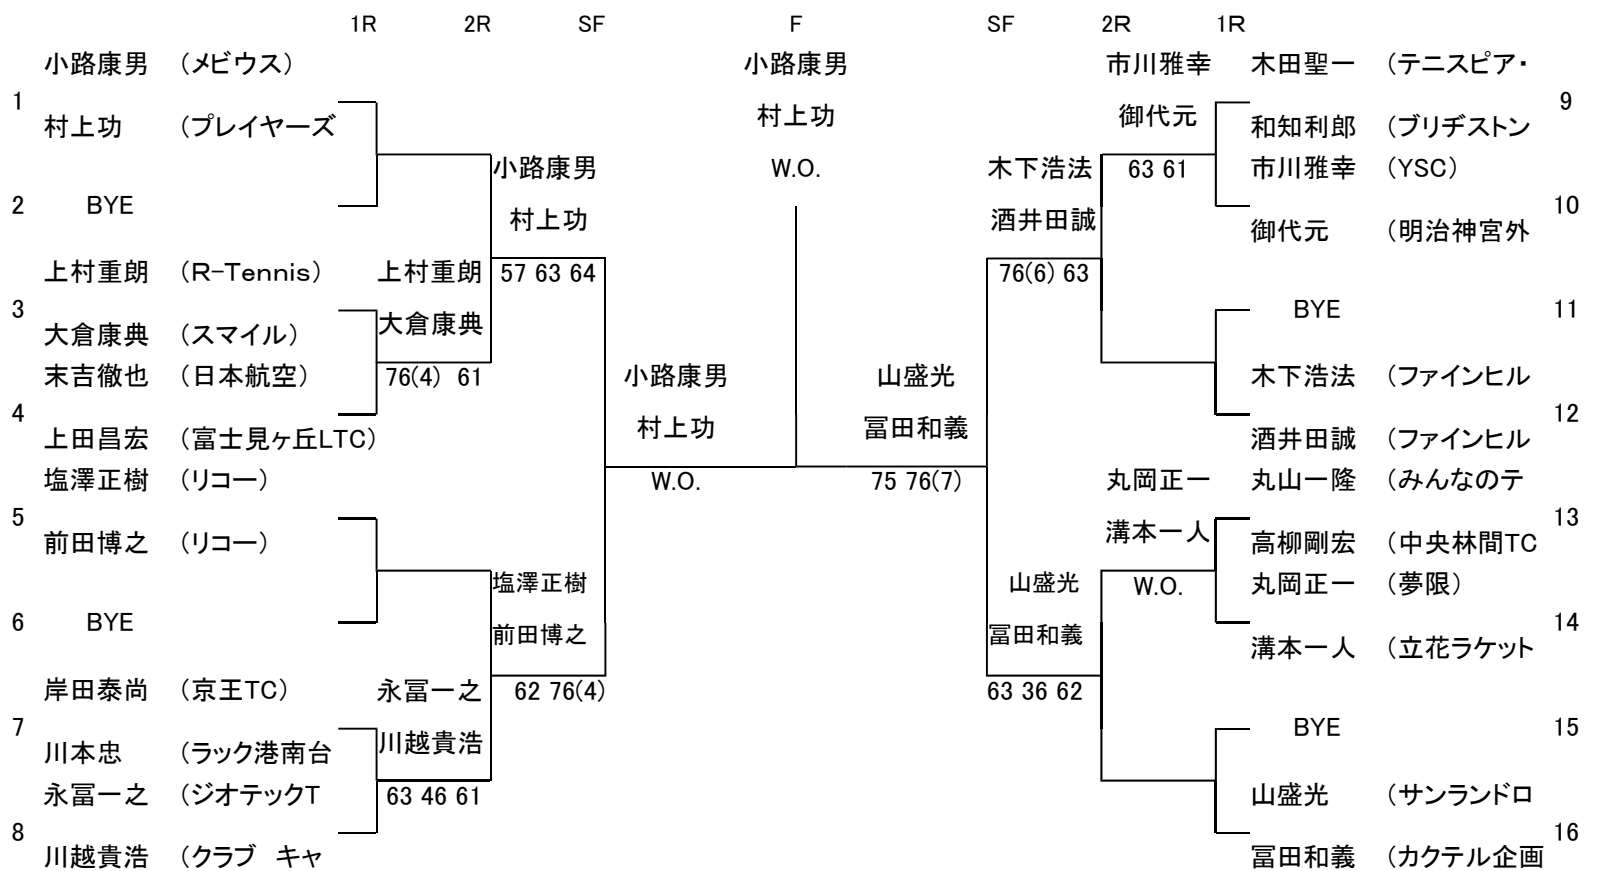 1R 2R SF F SF 2R 1R
小路康男 （メビウス） 小路康男 市川雅幸 木田聖一 （テニスピア・
1 9
村上功 （プレイヤーズ 村上功 御代元 和知利郎 （ブリヂストン
小路康男 W.O. 木下浩法 63 61 市川雅幸 （YSC）
2 BYE 村上功 酒井田誠 10
御代元 （明治神宮外
上村重朗 （R-Tennis） 上村重朗 57 63 64 76(6) 63
3 BYE 11
大倉康典 （スマイル） 大倉康典
末吉徹也 （日本航空） 76(4) 61 小路康男 山盛光 木下浩法 （ファインヒル
4 村上功 冨田和義 12
上田昌宏 （富士見ヶ丘LTC） 酒井田誠 （ファインヒル
塩澤正樹 （リコー） W.O. 75 76(7) 丸岡正一 丸山一隆 （みんなのテ
5 13
前田博之 （リコー） 溝本一人 高柳剛宏 （中央林間TC
塩澤正樹 山盛光 W.O. 丸岡正一 （夢限）
6 BYE 前田博之 冨田和義 14
溝本一人 （立花ラケット
岸田泰尚 （京王TC） 永冨一之 62 76(4) 63 36 62
7 BYE 15
川本忠 （ラック港南台 川越貴浩
永冨一之 （ジオテックT 63 46 61 山盛光 （サンランドロ
8 16
川越貴浩 （クラブ キャ 冨田和義 （カクテル企画